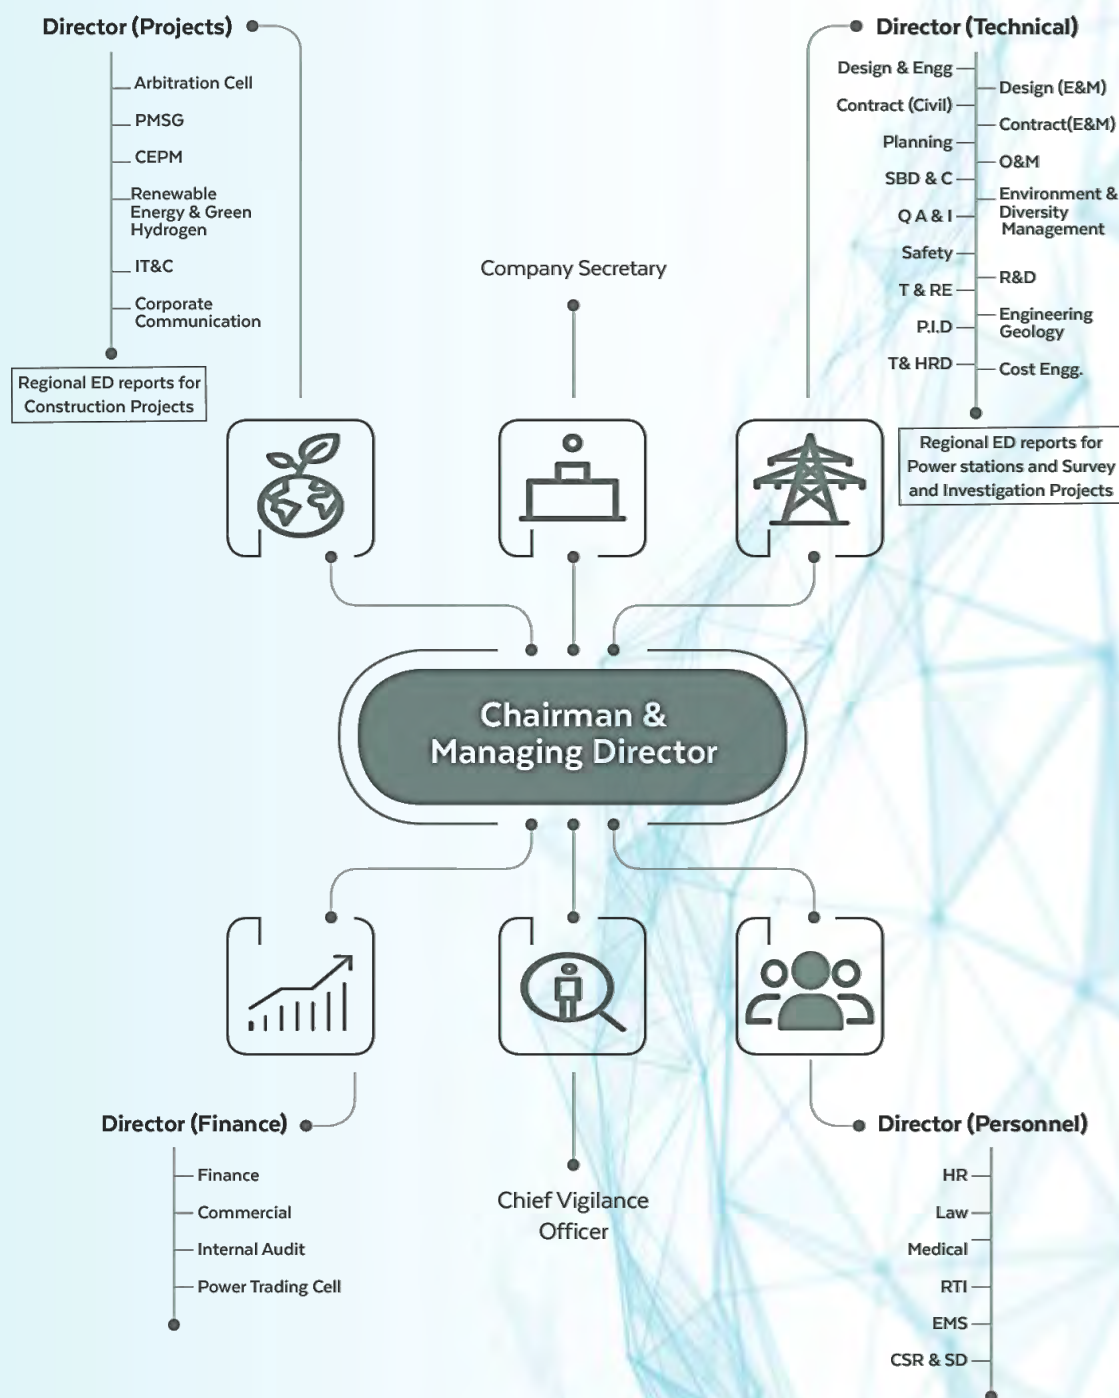 Director (Projects)
Arbitration Cell
PMSG
CEPM
Renewable
Energy & Green
Hydrogen
IT&C
Corporate
Communication
Regional ED reports for
Construction Projects
Company Secretary
Director (Technical)
Design & Engg
Contract (Civil)
Planning
SBD & C
Q A & I
Safety
T & RE
P.I.D
T& HRD
Design (E&M)
Contract(E&M)
O&M
Environment &
Diversity
Management
R&D
Engineering
Geology
Cost Engg.
Regional ED reports for
Power stations and Survey
and Investigation Projects
Chairman &
Managing Director
Director (Finance)
Finance
Commercial
Internal Audit
Power Trading Cell
Chief Vigilance
Officer
Director (Personnel)
HR
Law
Medical
RTI
EMS
CSR & SD